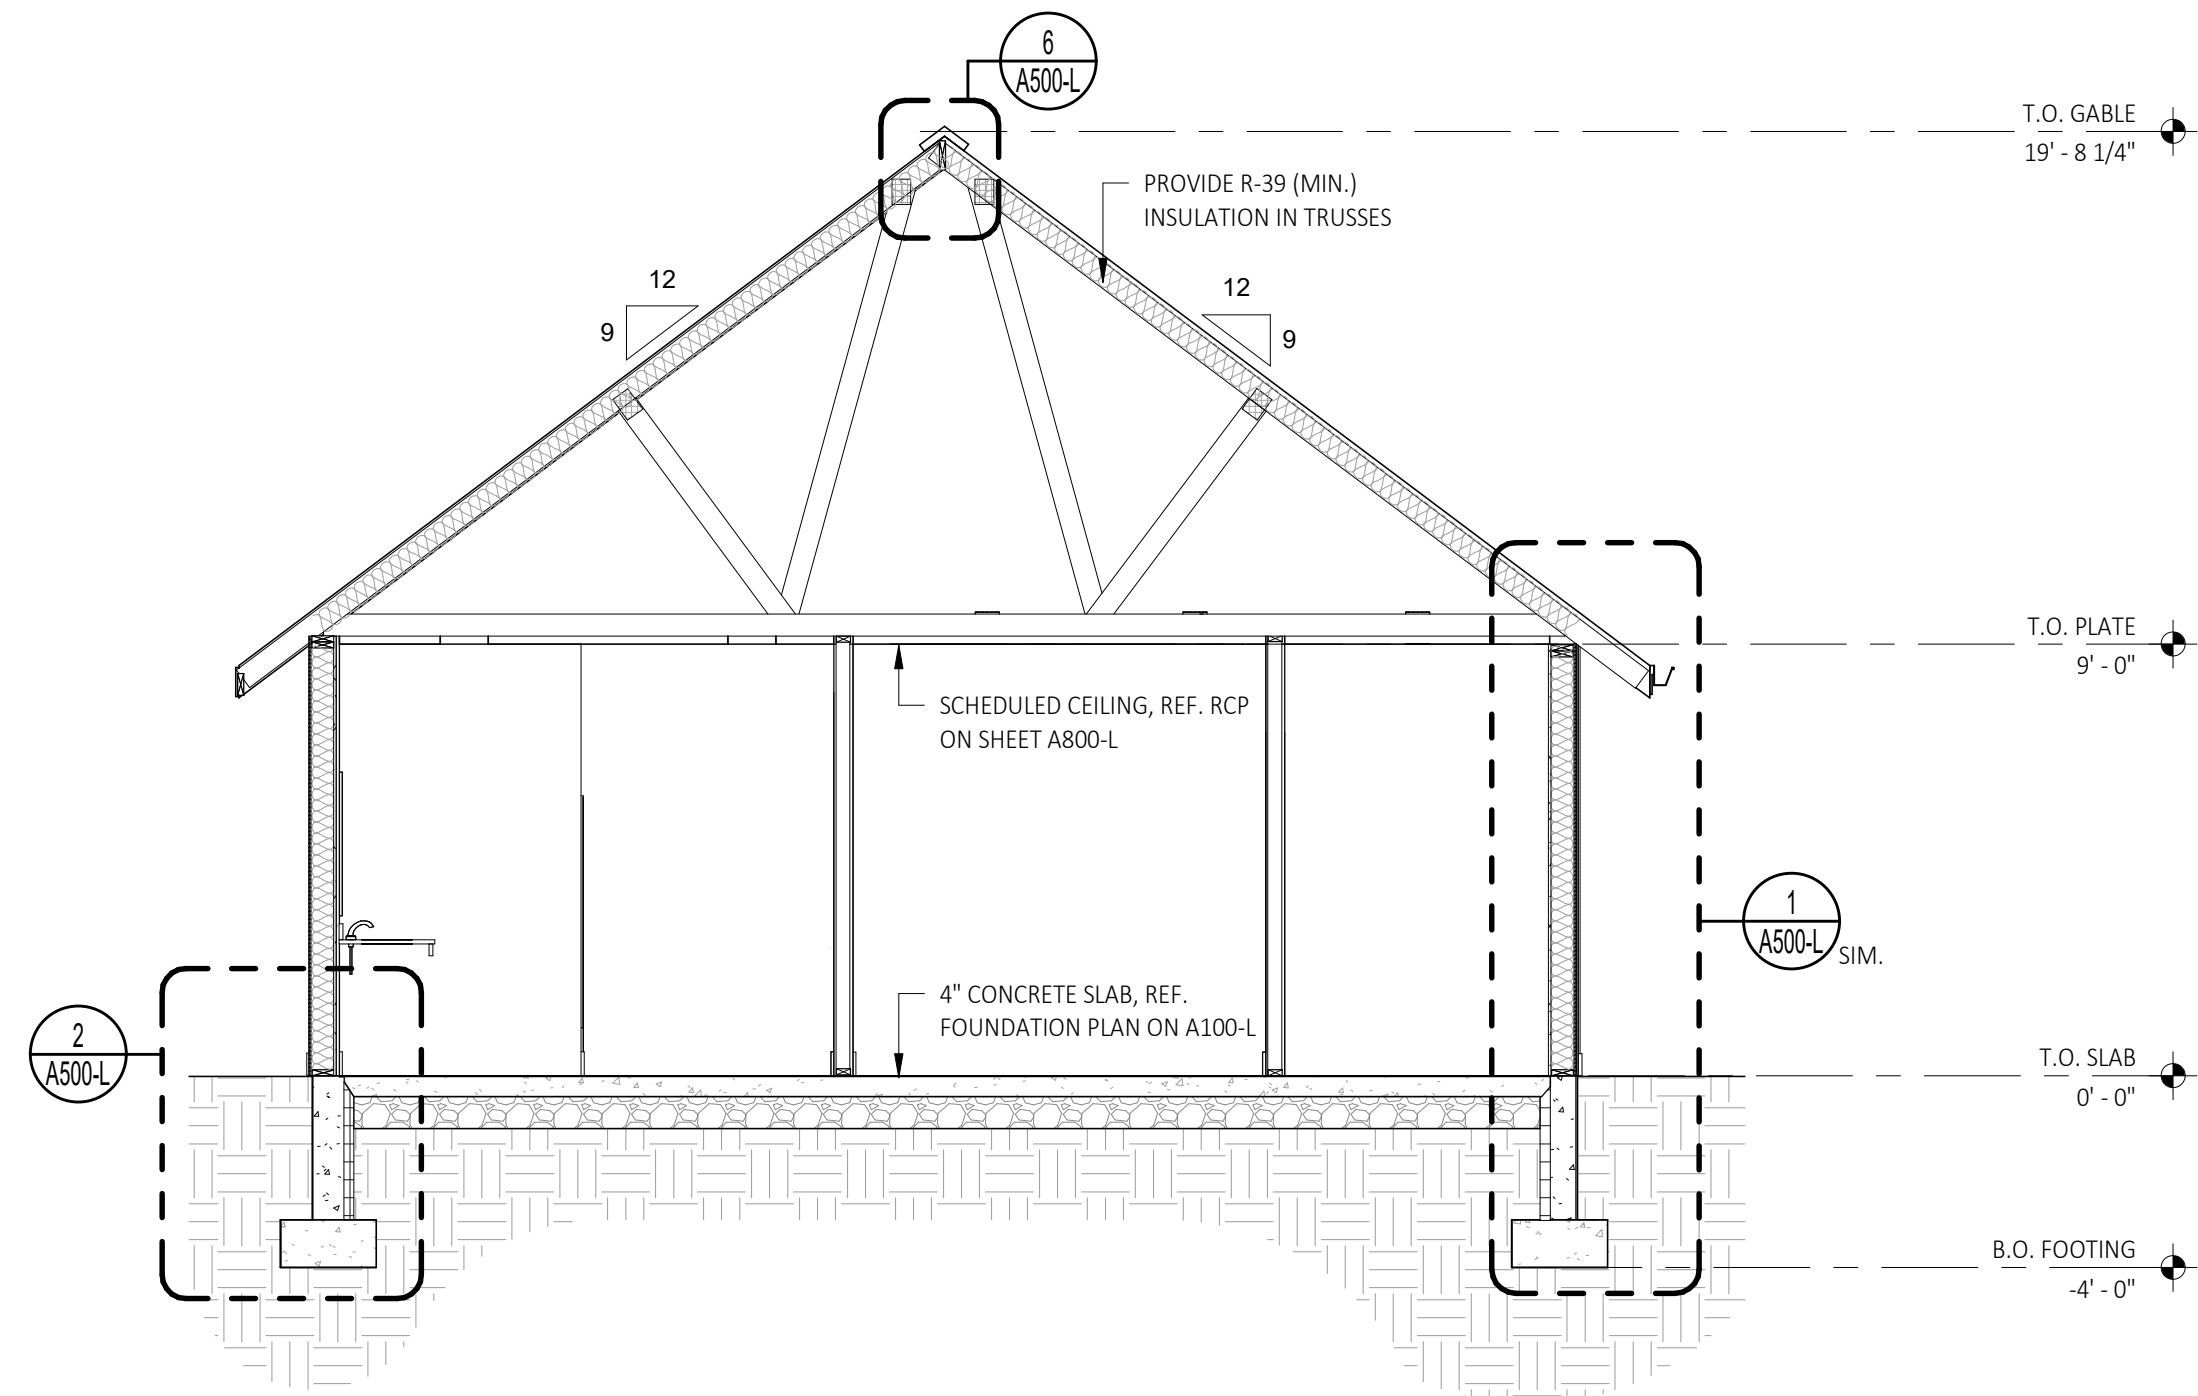 6
A500-L
T.O. GABLE
19' - 8 1/4"
PROVIDE R-39 (MIN.)
INSULATION IN TRUSSES
12
9
12
9
T.O. PLATE
9' - 0"
SCHEDULED CEILING, REF. RCP
ON SHEET A800-L
1
A500-L
SIM.
4" CONCRETE SLAB, REF.
FOUNDATION PLAN ON A100-L
2
A500-L
T.O. SLAB
0' - 0"
B.O. FOOTING
-4' - 0"